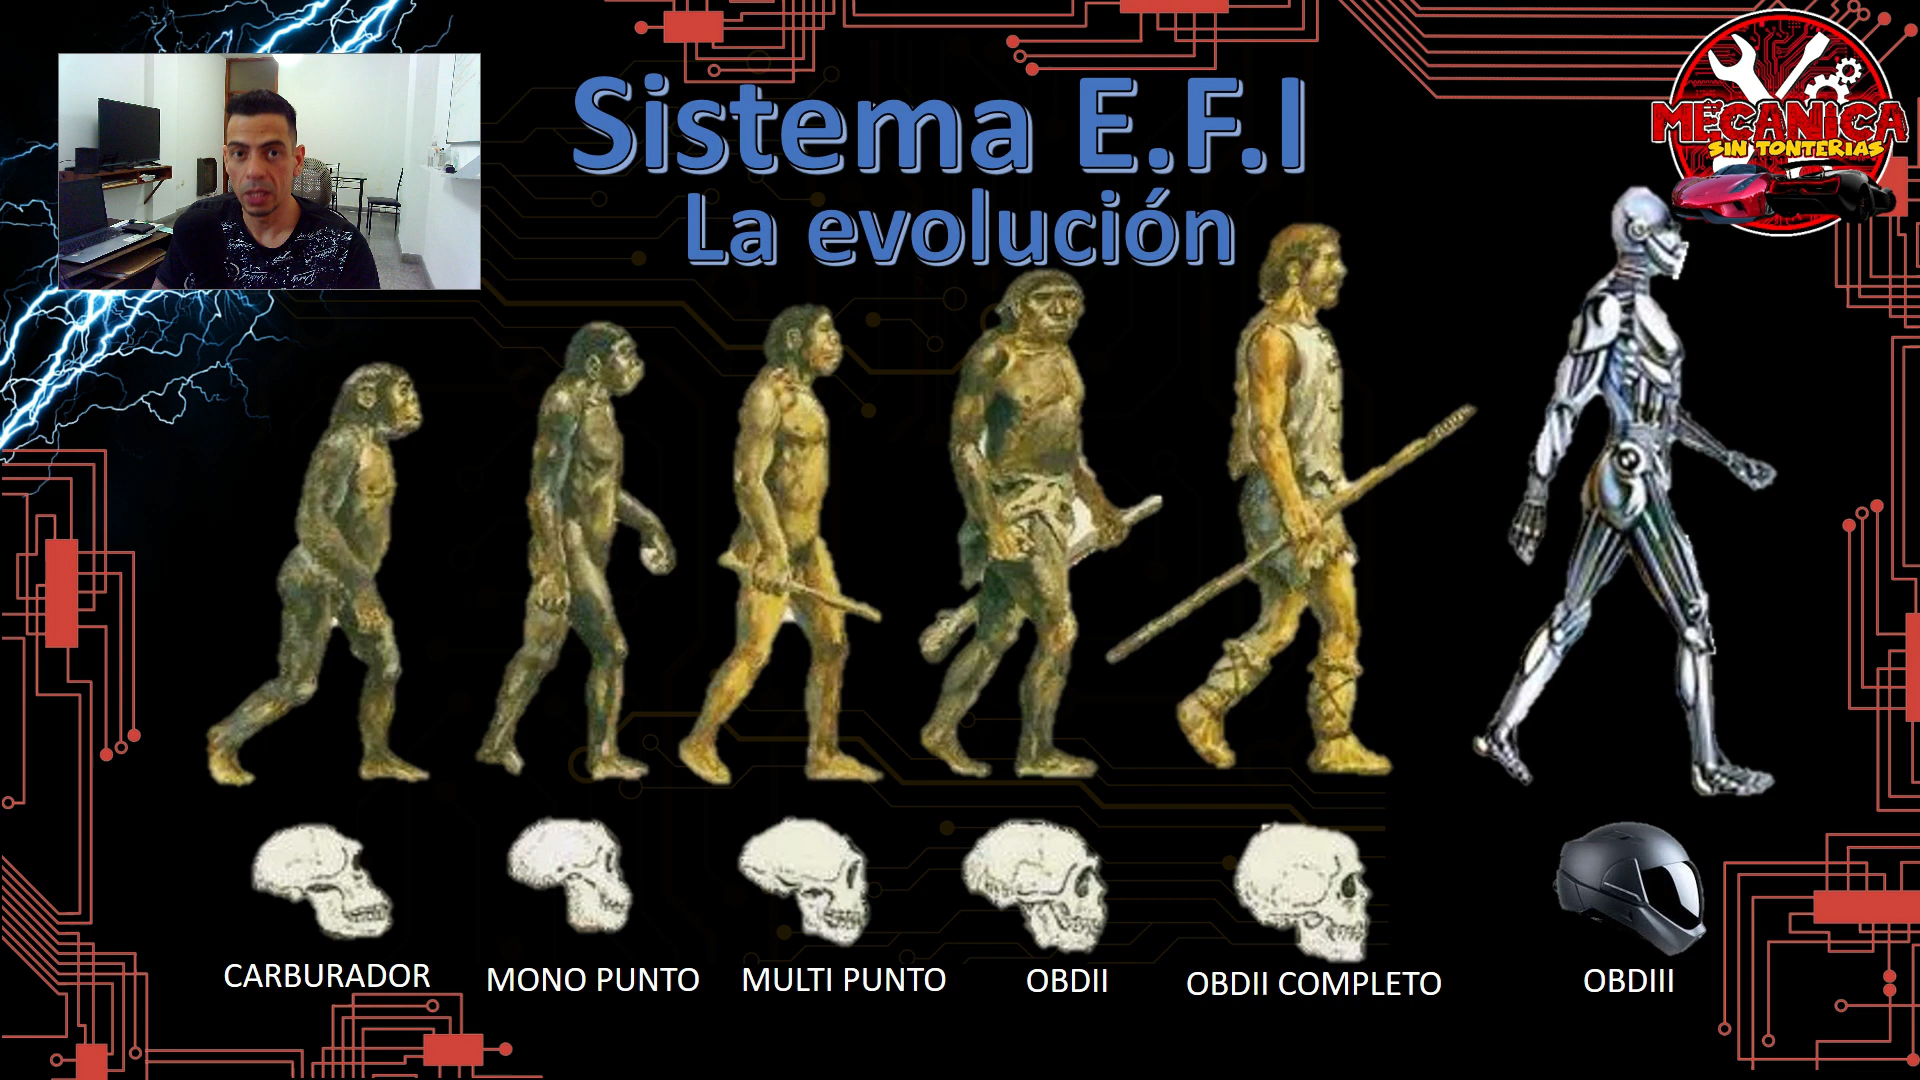 Sistema E.F.I
La evolución
MECANICA
SIN TONTERIAS
CARBURADOR
MONO PUNTO
MULTI PUNTO
OBDII
OBDII COMPLETO
OBDIII